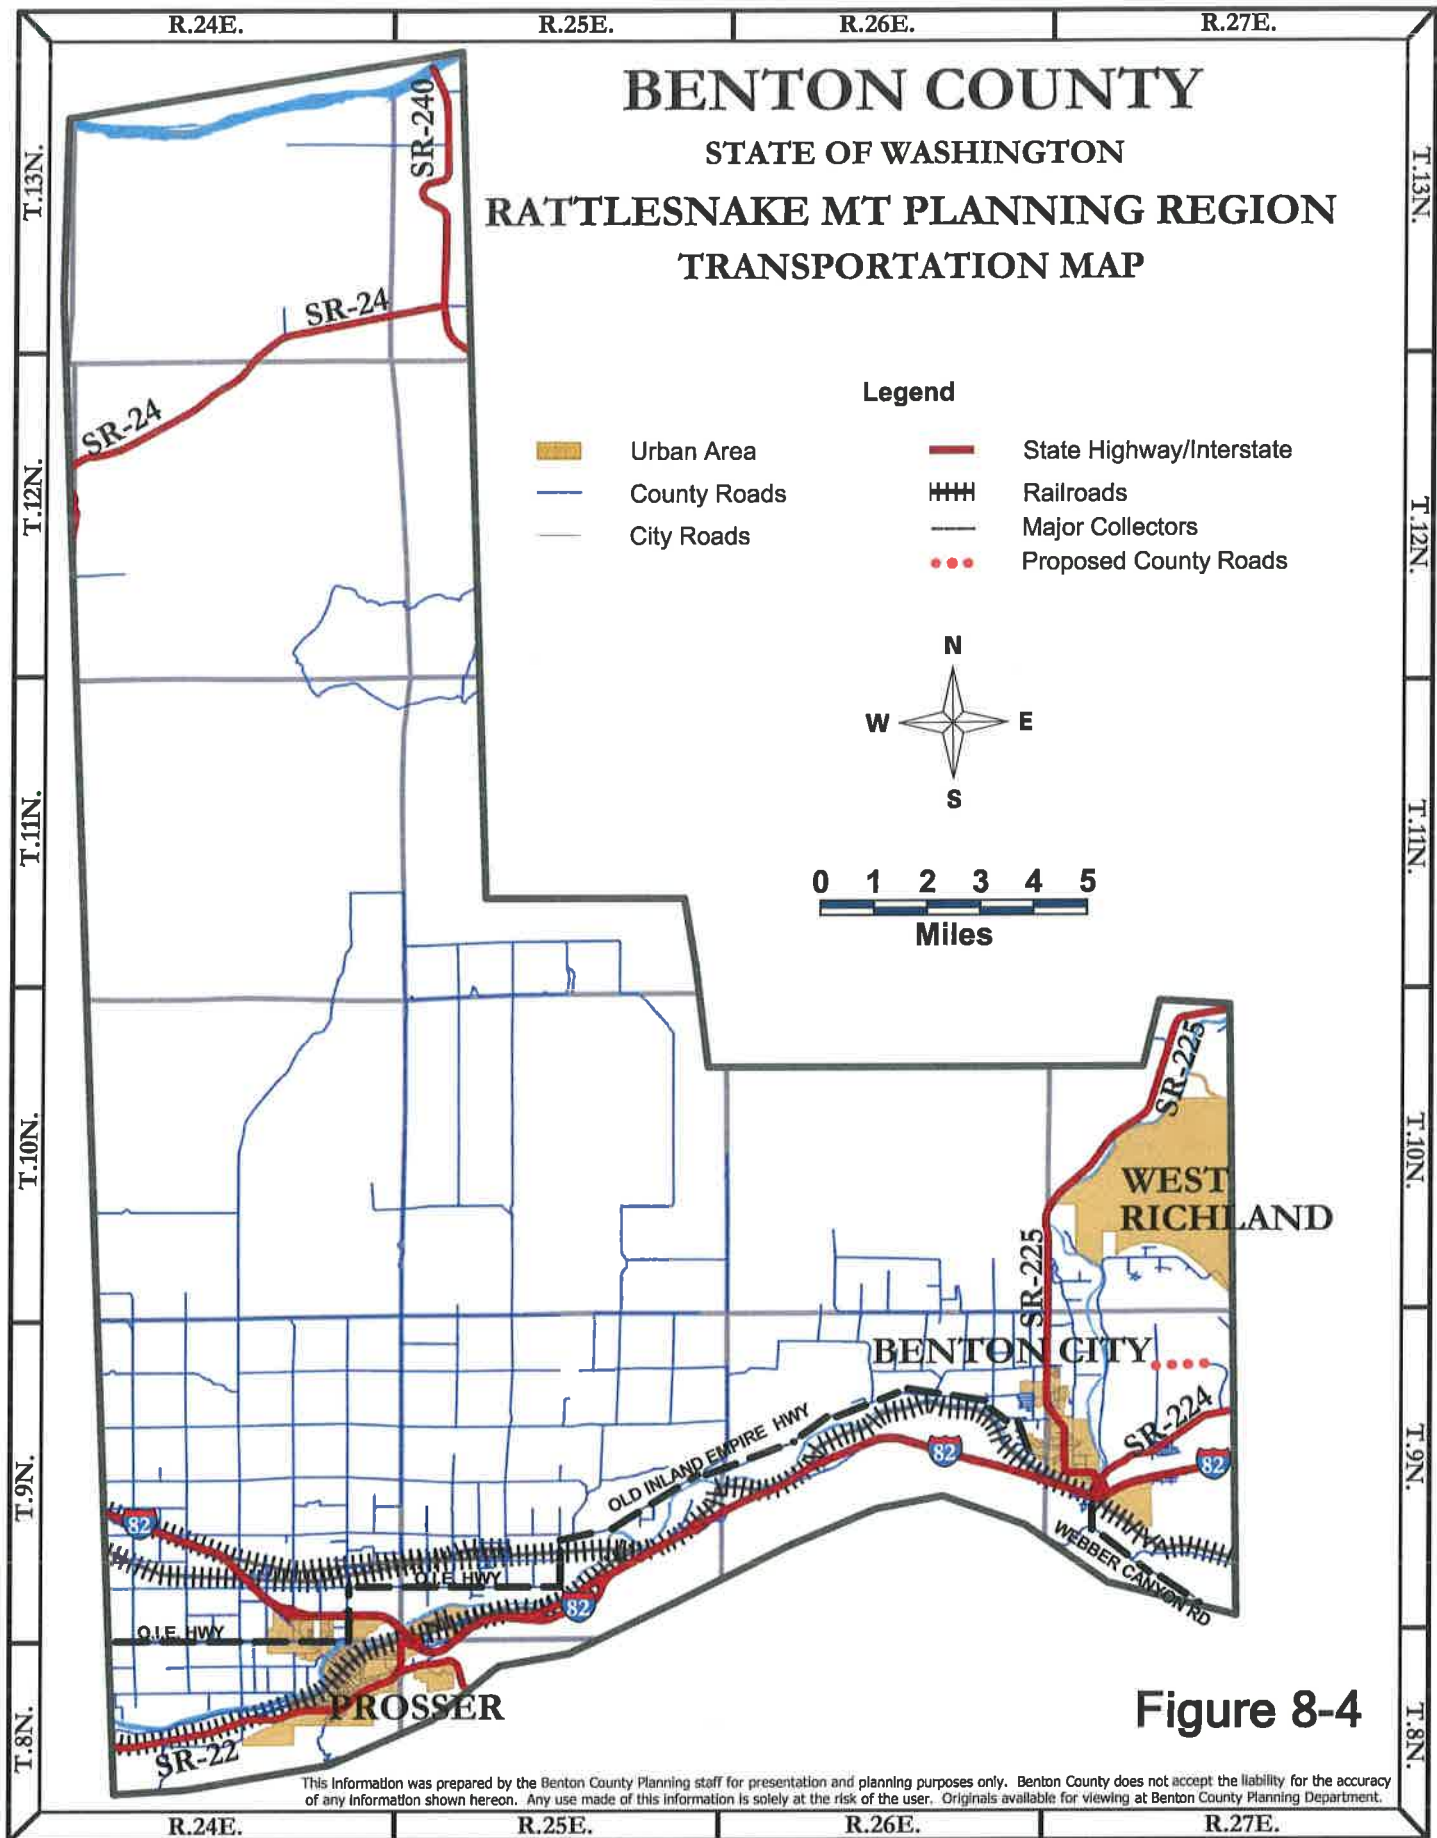 R.24E. R.25E. R.26E. R.27E.
BENTON COUNTY
STATE OF WASHINGTON
RATTLESNAKE MT PLANNING REGION
TRANSPORTATION MAP
SR-240
T.13N.
T.13N.
SR-24
Legend
SR-24
Urban Area
State Highway/Interstate
County Roads
Railroads
City Roads
Major Collectors
Proposed County Roads
T.12N.
T.12N.
N
W E
S
T.11N.
T.11N.
0 1 2 3 4 5
Miles
SR-225
T.10N.
T.10N.
WEST
RICHLAND
SR-225
BENTON CITY
SR-224
OLD INLAND EMPIRE HWY
82
82
T.9N.
T.9N.
82
WEBBER CANYON RD
O.I.E. HWY
82
O.I.E. HWY
PROSSER
Figure 8-4
T.8N.
T.8N.
SR-22
This information was prepared by the Benton County Planning staff for presentation and planning purposes only. Benton County does not accept the liability for the accuracy
of any information shown hereon. Any use made of this information is solely at the risk of the user. Originals available for viewing at Benton County Planning Department.
R.24E. R.25E. R.26E. R.27E.